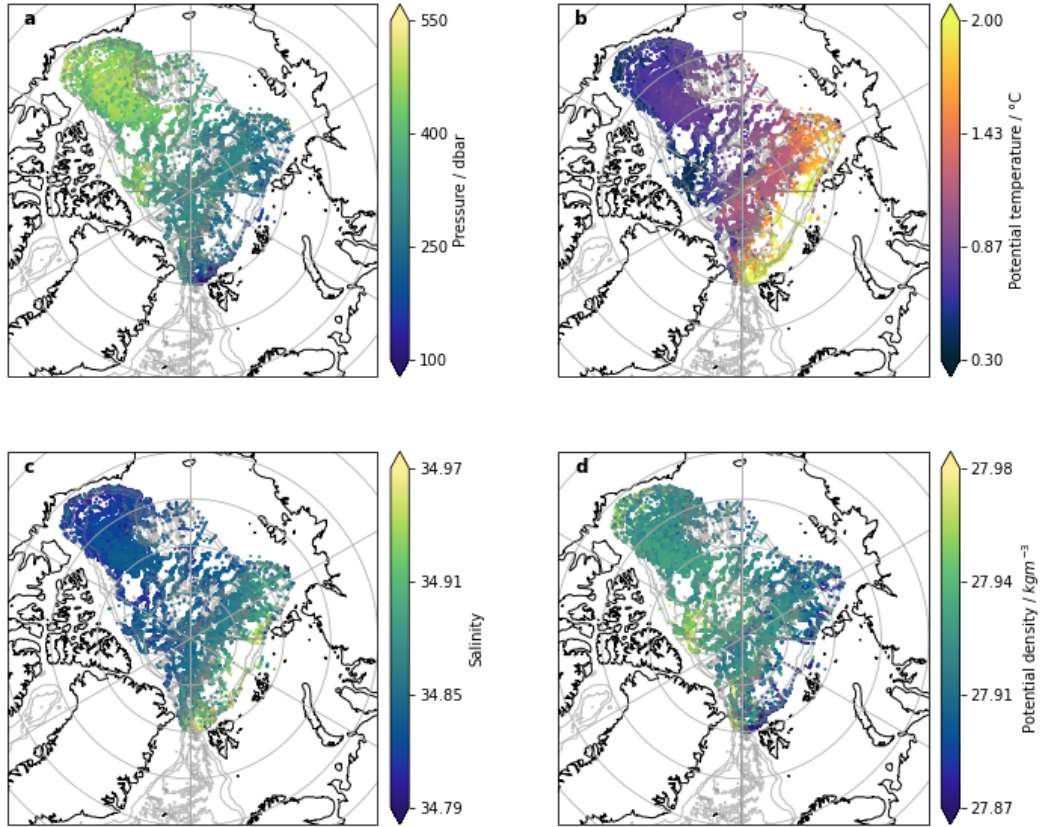 a
550
400
250
100
Pressure / dbar
b
2.00
1.43
0.87
0.30
Potential temperature / °C
c
34.97
34.91
34.85
34.79
Salinity
d
27.98
27.94
27.91
27.87
Potential density / kgm⁻³